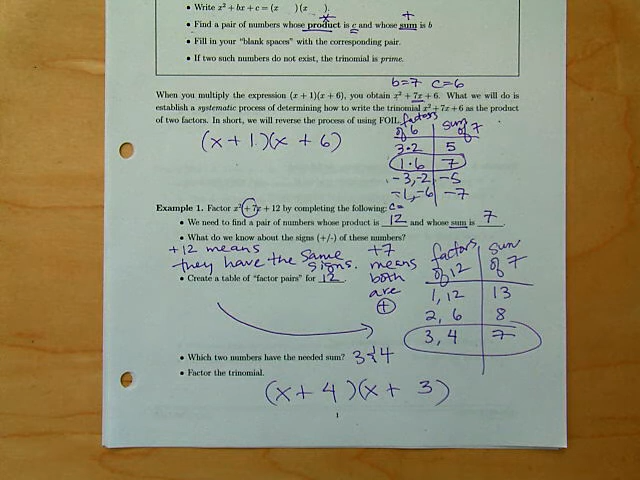 • Write x² + bx + c = (x    )(x    ).
× +
• Find a pair of numbers whose product is c and whose sum is b
• Fill in your "blank spaces" with the corresponding pair.
• If two such numbers do not exist, the trinomial is prime.
b=7 c=6
When you multiply the expression (x + 1)(x + 6), you obtain x² + 7x + 6. What we will do is
establish a systematic process of determining how to write the trinomial x² + 7x + 6 as the product
of two factors. In short, we will reverse the process of using FOIL.
(x + 1)(x + 6)
factors of 6 | sum of 7
3·2 | 5
1·6 | 7
-3,-2 | -5
-1,-6 | -7
Example 1. Factor x² + 7x + 12 by completing the following:
c=
• We need to find a pair of numbers whose product is 12 and whose sum is 7
• What do we know about the signs (+/-) of these numbers?
+12 means
they have the same
signs.
+7
means
both
are
+
• Create a table of "factor pairs" for 12.
factors of 12 | sum of 7
1, 12 | 13
2, 6 | 8
3, 4 | 7
• Which two numbers have the needed sum? 3 & 4
• Factor the trinomial.
(x + 4)(x + 3)
1